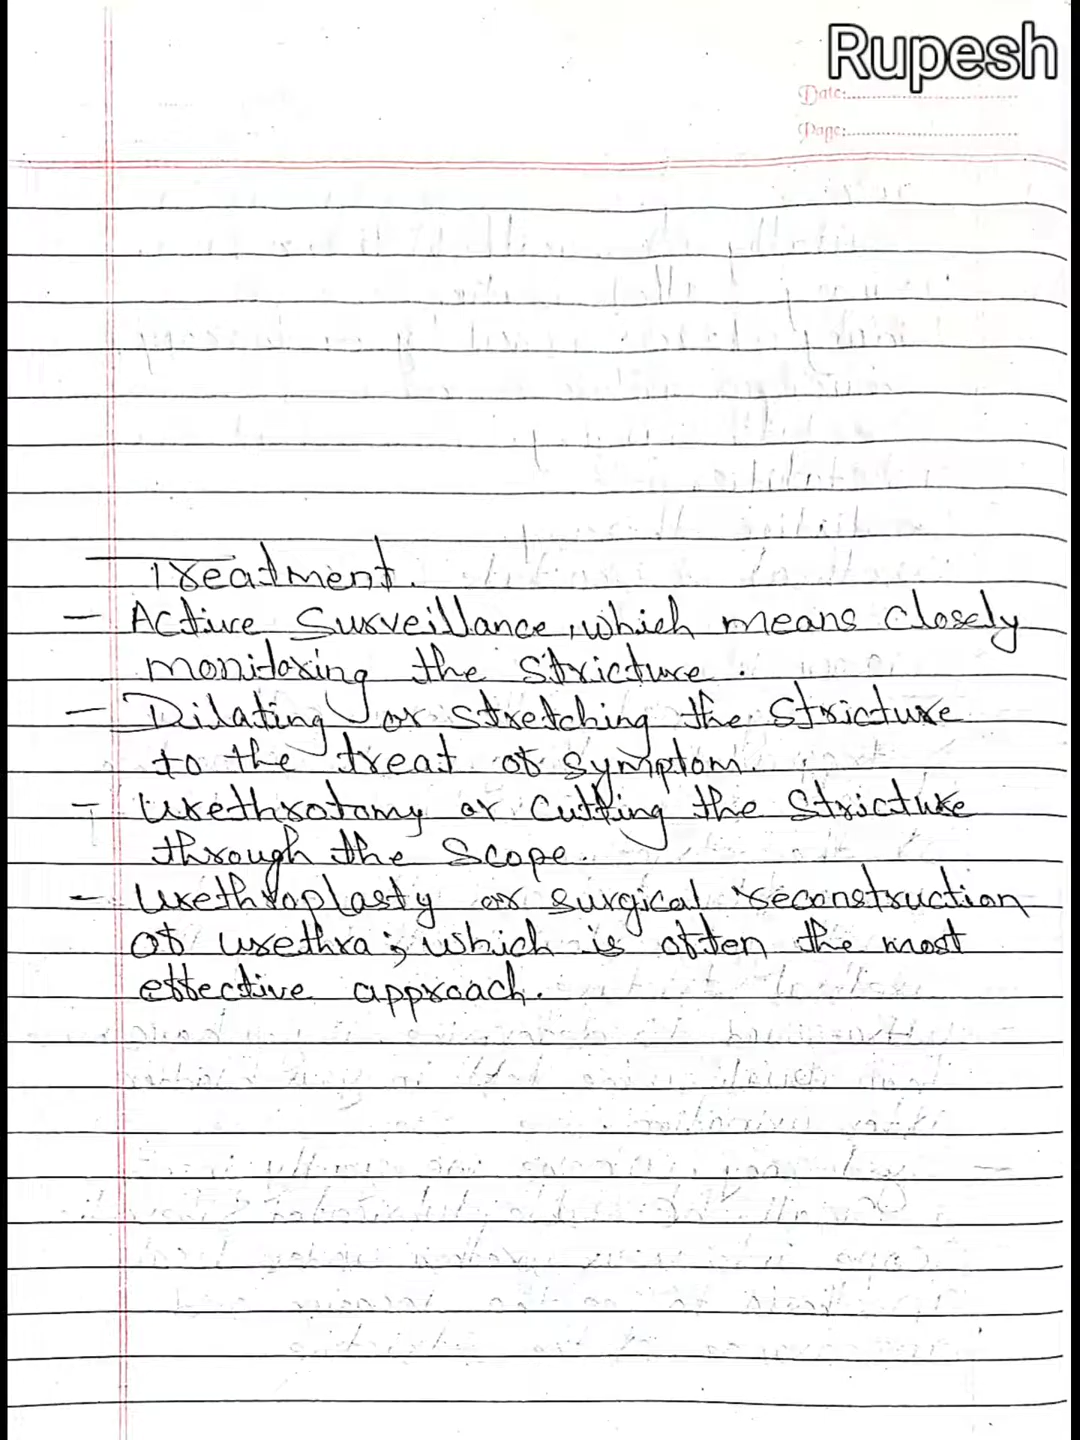 Rupesh
Date:
Page:
Treatment.
- Active Surveillance, which means closely
monitoring the stricture.
- Dilating or stretching the stricture
to the treat of symptom.
- Urethrotomy or cutting the stricture
through the scope.
- Urethroplasty or surgical reconstruction
of urethra; which is often the most
effective approach.